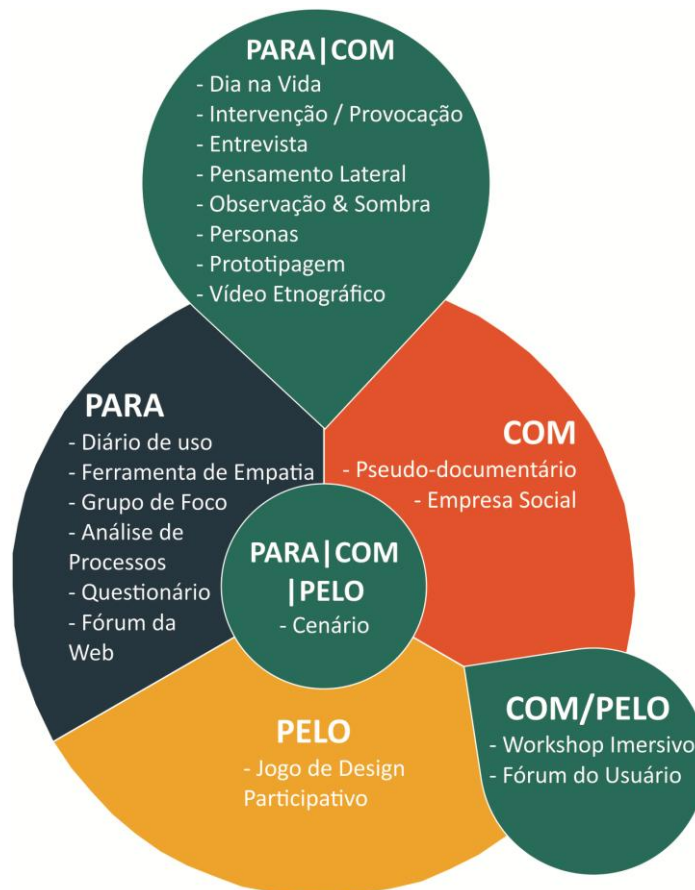 PARA|COM
- Dia na Vida
- Intervenção / Provocação
- Entrevista
- Pensamento Lateral
- Observação & Sombra
- Personas
- Prototipagem
- Vídeo Etnográfico
PARA
- Diário de uso
- Ferramenta de Empatia
- Grupo de Foco
- Análise de
Processos
- Questionário
- Fórum da
Web
COM
- Pseudo-documentário
- Empresa Social
PARA|COM
|PELO
- Cenário
PELO
- Jogo de Design
Participativo
COM/PELO
- Workshop Imersivo
- Fórum do Usuário